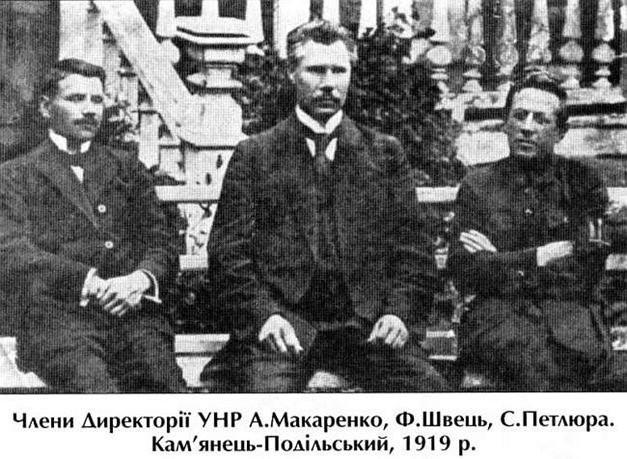 Члени Директорії УНР А.Макаренко, Ф.Швець, С.Петлюра.
Кам'янець-Подільський, 1919 р.